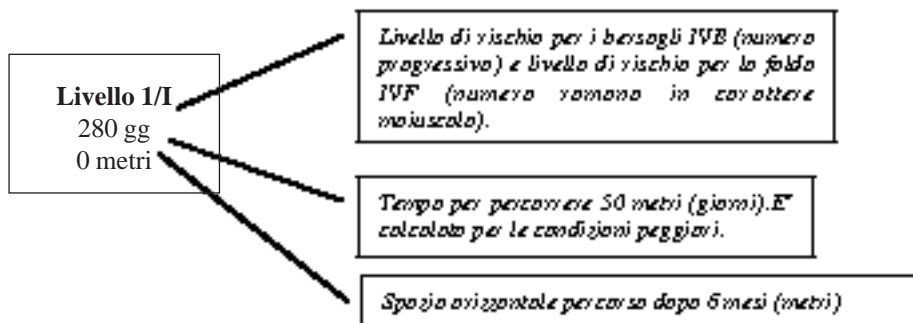 Livello 1/I
280 gg
0 metri
Livello di rischio per i bersagli IVB (numero
progressivo) e livello di rischio per la falda
IVF (numero romano in carattere
maiuscolo).
Tempo per percorrere 50 metri (giorni).E'
calcolato per le condizioni peggiori.
Spazio orizzontale percorso dopo 6 mesi (metri)